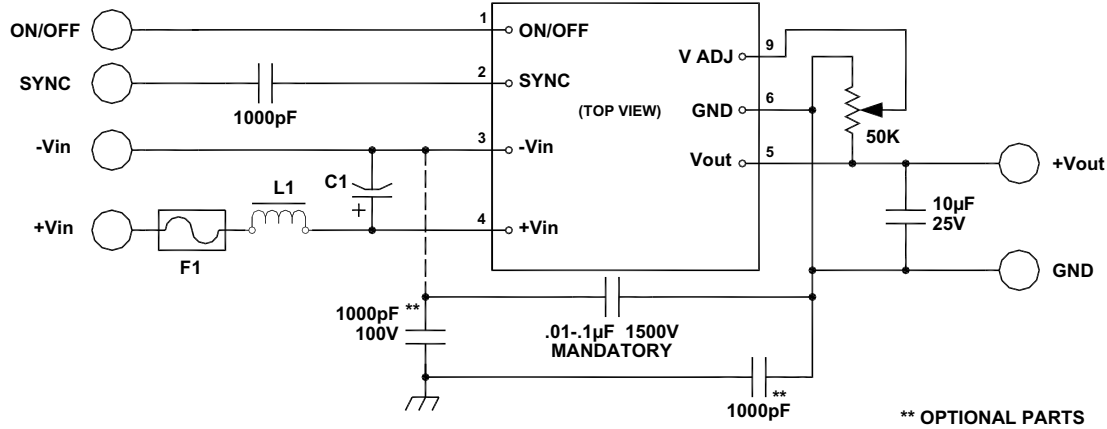 ON/OFF
1
ON/OFF
V ADJ
9
SYNC
1000pF
2
SYNC
(TOP VIEW)
GND
6
50K
-Vin
3
-Vin
Vout
5
+Vout
C1
+
L1
+Vin
F1
4
+Vin
10µF
25V
GND
1000pF **
100V
.01-.1µF 1500V
MANDATORY
**
1000pF
** OPTIONAL PARTS